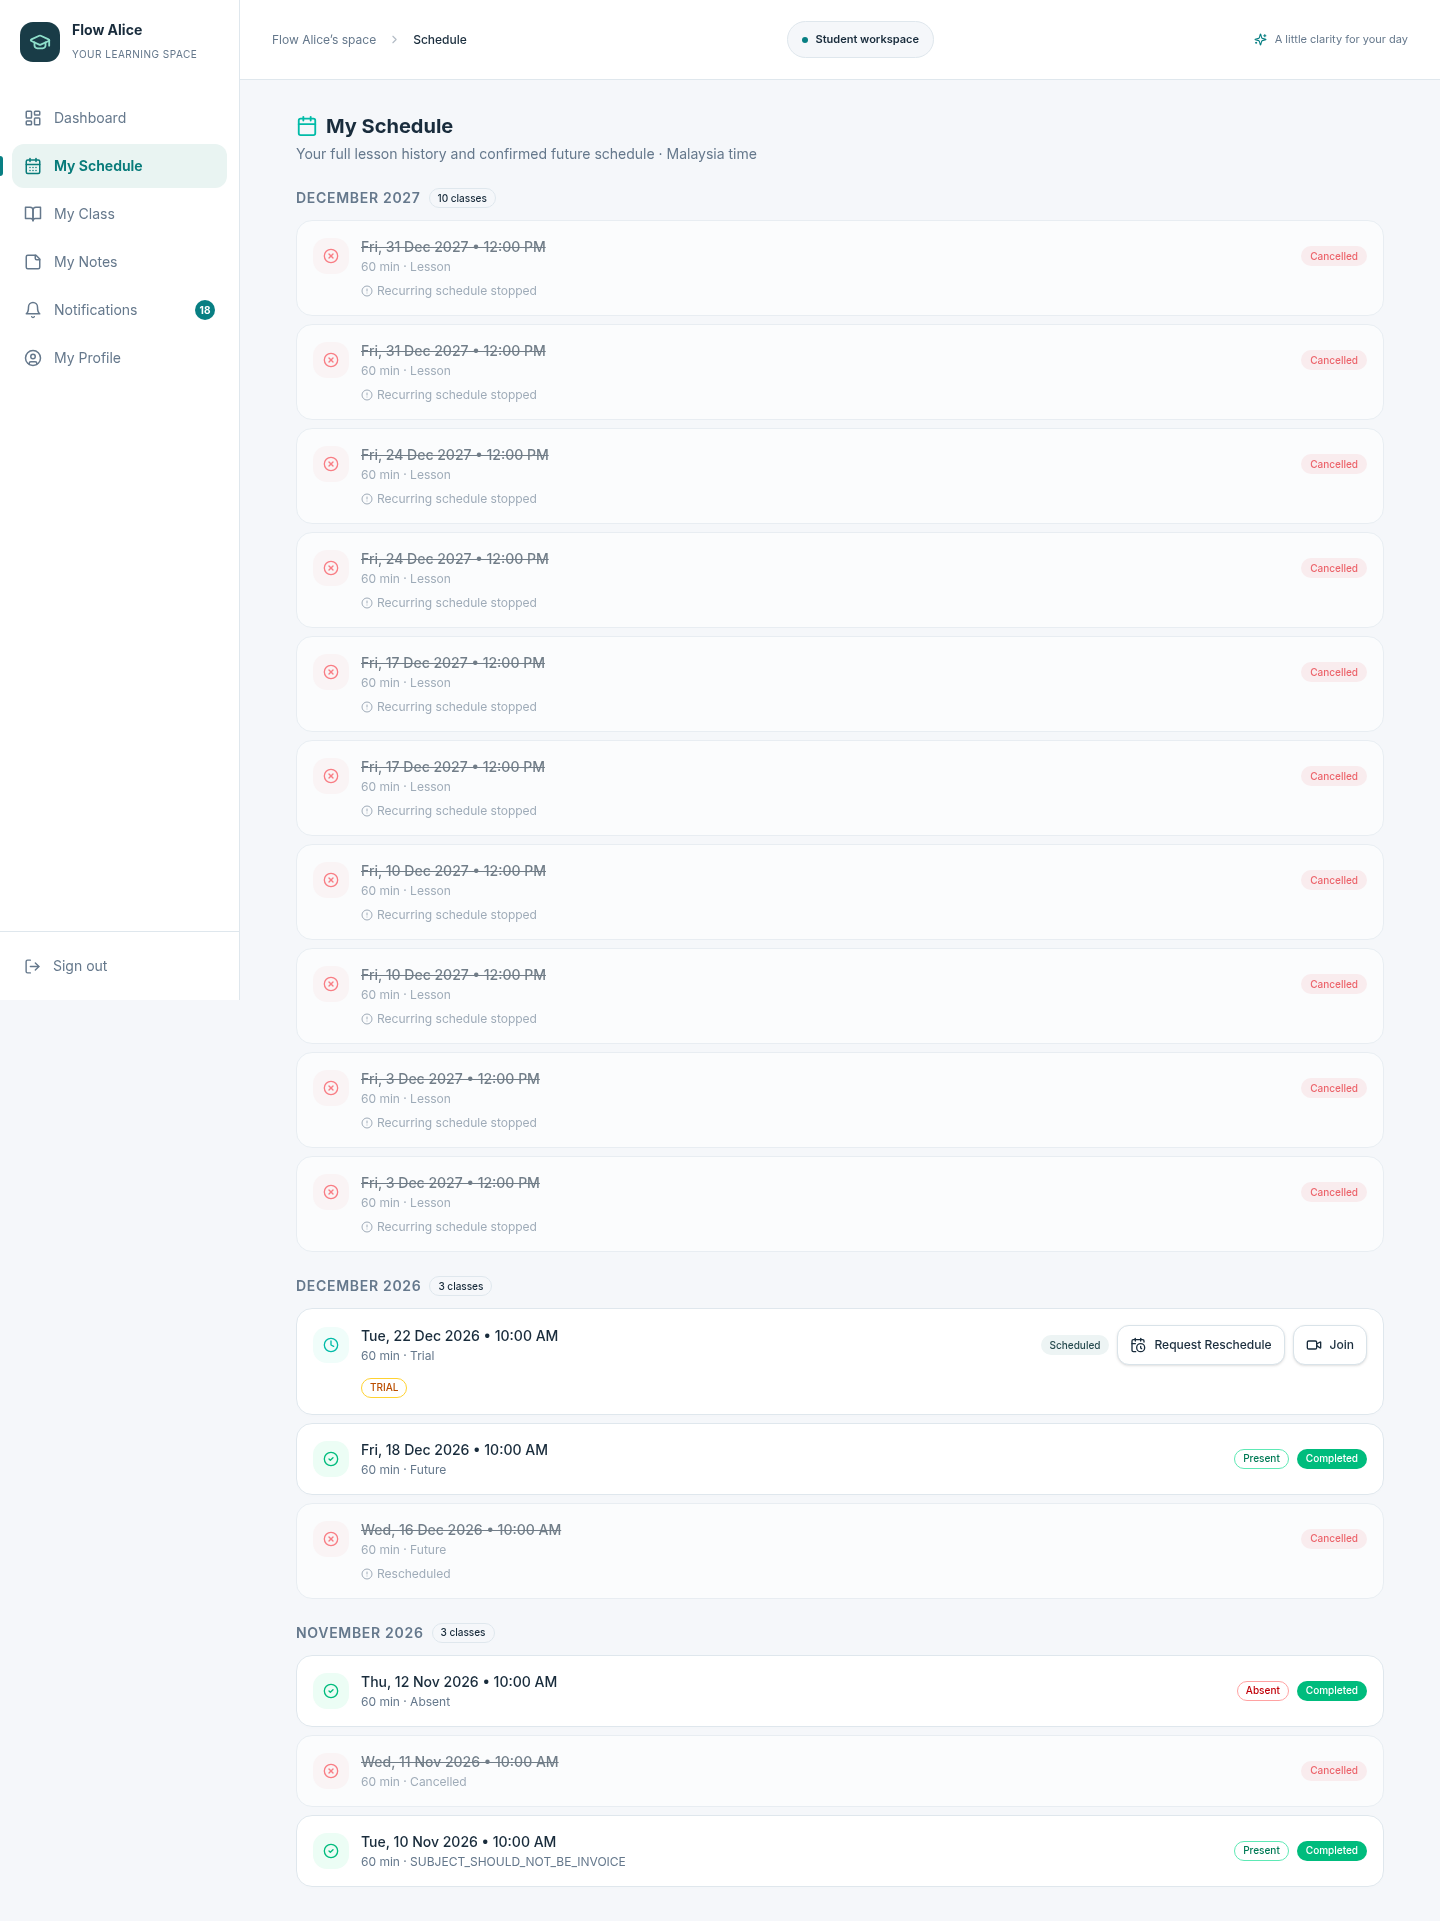 Flow Alice
YOUR LEARNING SPACE
Dashboard
My Schedule
My Class
My Notes
Notifications 18
My Profile
Sign out
Flow Alice's space > Schedule
Student workspace
A little clarity for your day
My Schedule
Your full lesson history and confirmed future schedule · Malaysia time
DECEMBER 2027 10 classes
Fri, 31 Dec 2027 • 12:00 PM
60 min · Lesson
Recurring schedule stopped
Cancelled
Fri, 31 Dec 2027 • 12:00 PM
60 min · Lesson
Recurring schedule stopped
Cancelled
Fri, 24 Dec 2027 • 12:00 PM
60 min · Lesson
Recurring schedule stopped
Cancelled
Fri, 24 Dec 2027 • 12:00 PM
60 min · Lesson
Recurring schedule stopped
Cancelled
Fri, 17 Dec 2027 • 12:00 PM
60 min · Lesson
Recurring schedule stopped
Cancelled
Fri, 17 Dec 2027 • 12:00 PM
60 min · Lesson
Recurring schedule stopped
Cancelled
Fri, 10 Dec 2027 • 12:00 PM
60 min · Lesson
Recurring schedule stopped
Cancelled
Fri, 10 Dec 2027 • 12:00 PM
60 min · Lesson
Recurring schedule stopped
Cancelled
Fri, 3 Dec 2027 • 12:00 PM
60 min · Lesson
Recurring schedule stopped
Cancelled
Fri, 3 Dec 2027 • 12:00 PM
60 min · Lesson
Recurring schedule stopped
Cancelled
DECEMBER 2026 3 classes
Tue, 22 Dec 2026 • 10:00 AM
60 min · Trial
TRIAL
Scheduled Request Reschedule Join
Fri, 18 Dec 2026 • 10:00 AM
60 min · Future
Present Completed
Wed, 16 Dec 2026 • 10:00 AM
60 min · Future
Rescheduled
Cancelled
NOVEMBER 2026 3 classes
Thu, 12 Nov 2026 • 10:00 AM
60 min · Absent
Absent Completed
Wed, 11 Nov 2026 • 10:00 AM
60 min · Cancelled
Cancelled
Tue, 10 Nov 2026 • 10:00 AM
60 min · SUBJECT_SHOULD_NOT_BE_INVOICE
Present Completed